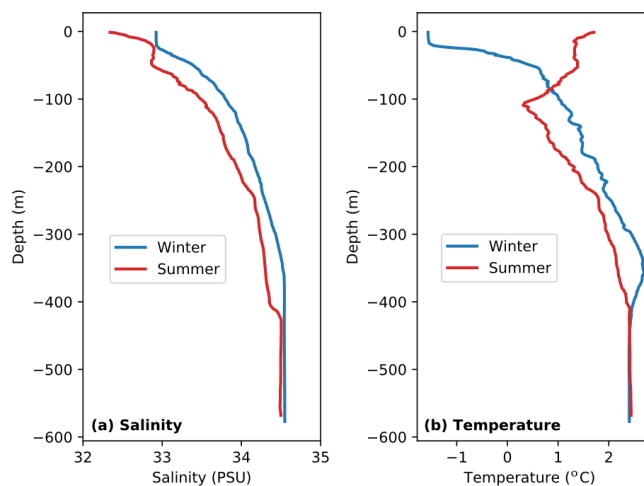 0
−100
−200
−300
−400
−500
−600
Depth (m)
Winter
Summer
(a) Salinity
32
33
34
35
Salinity (PSU)
0
−100
−200
−300
−400
−500
−600
Depth (m)
Winter
Summer
(b) Temperature
−1
0
1
2
Temperature (°C)